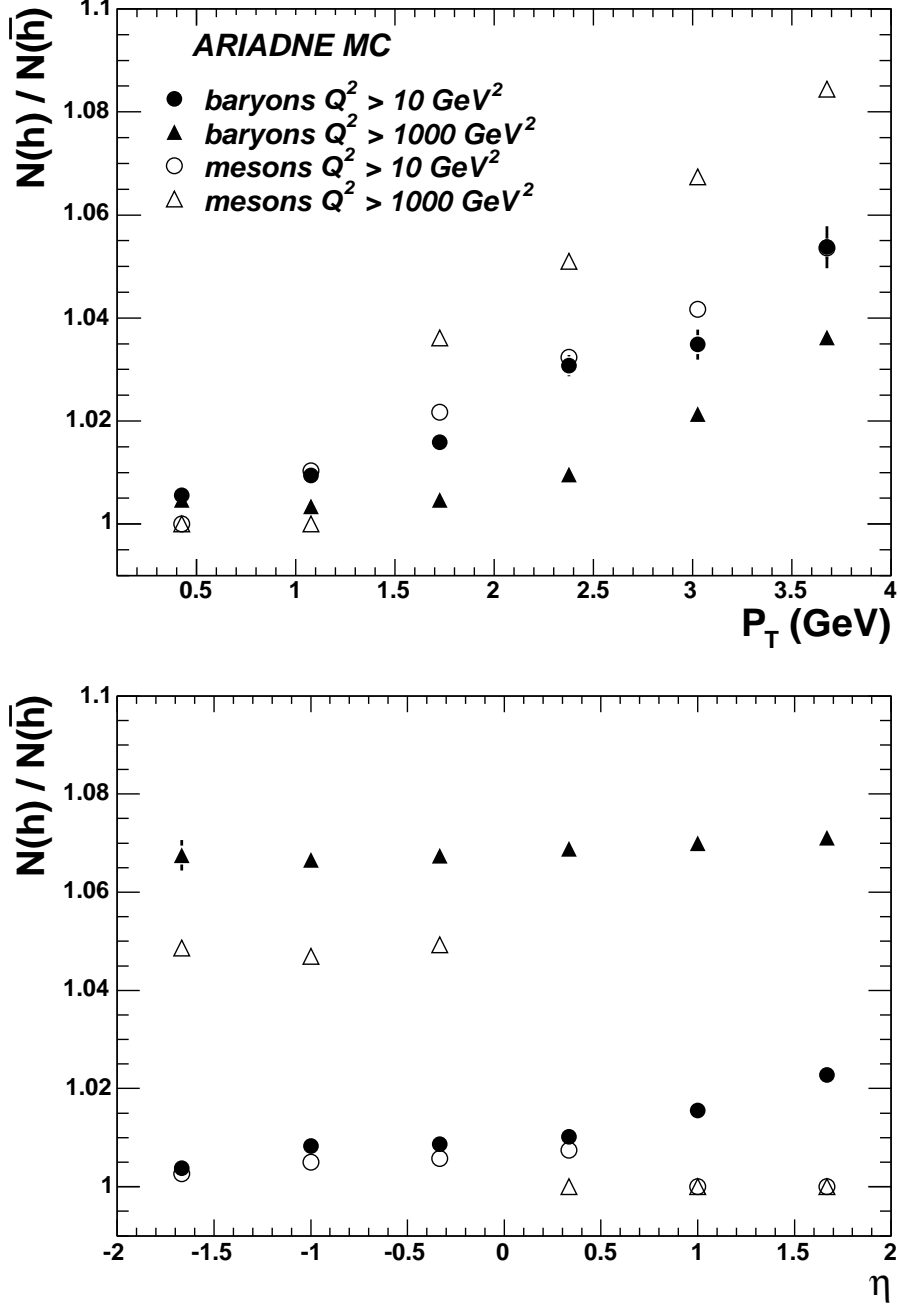 N(h) / N(h̅)
ARIADNE MC
baryons Q² > 10 GeV²
baryons Q² > 1000 GeV²
mesons Q² > 10 GeV²
mesons Q² > 1000 GeV²
1.1
1.08
1.06
1.04
1.02
1
0.5 1 1.5 2 2.5 3 3.5 4
P_T (GeV)
N(h) / N(h̅)
1.1
1.08
1.06
1.04
1.02
1
-2 -1.5 -1 -0.5 0 0.5 1 1.5 2
η